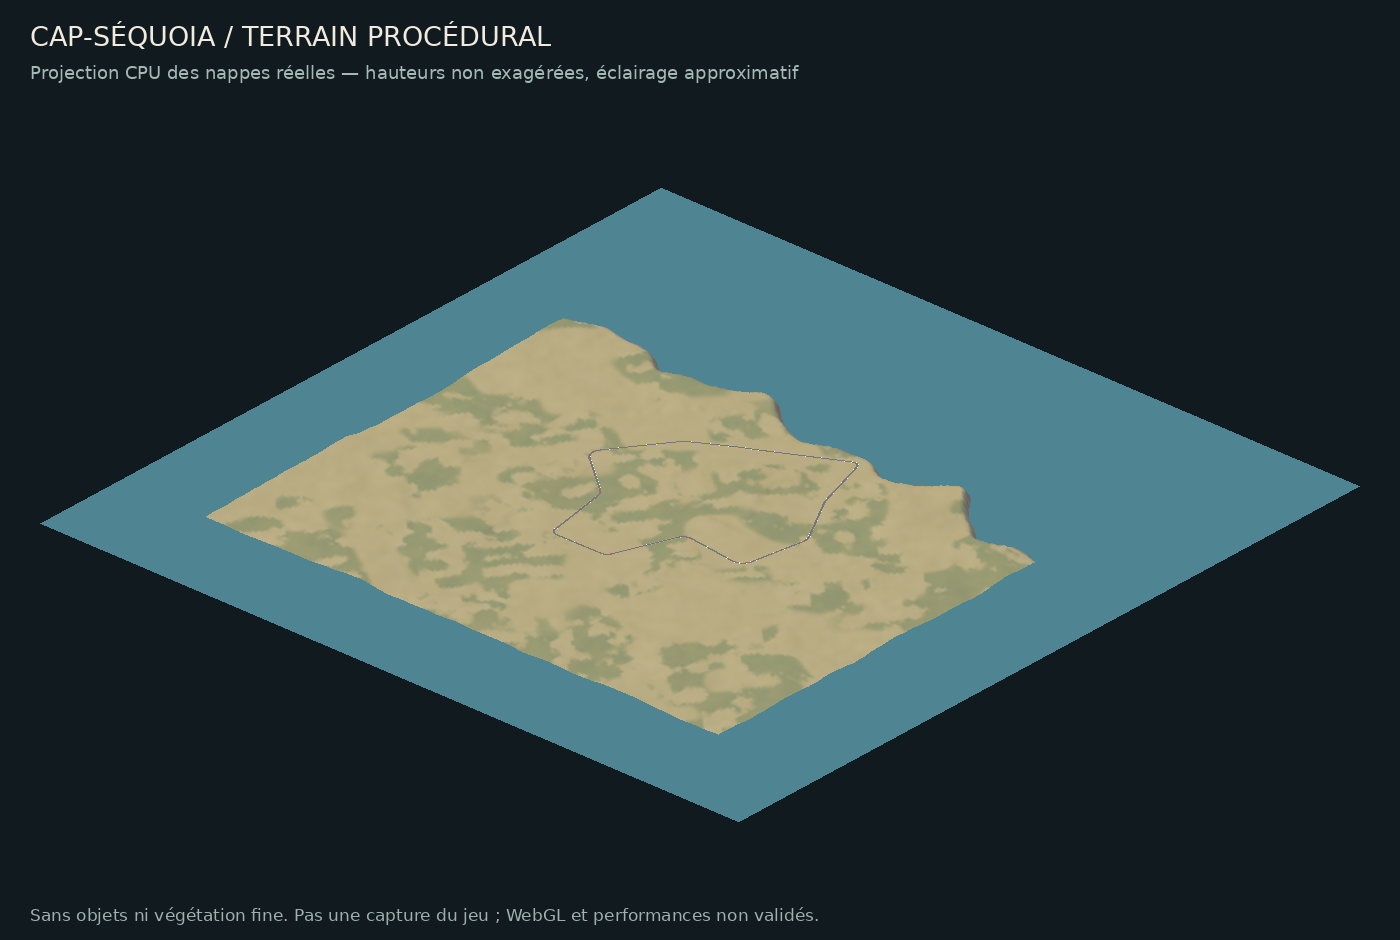 CAP-SÉQUOIA / TERRAIN PROCÉDURAL
Projection CPU des nappes réelles — hauteurs non exagérées, éclairage approximatif
Sans objets ni végétation fine. Pas une capture du jeu ; WebGL et performances non validés.